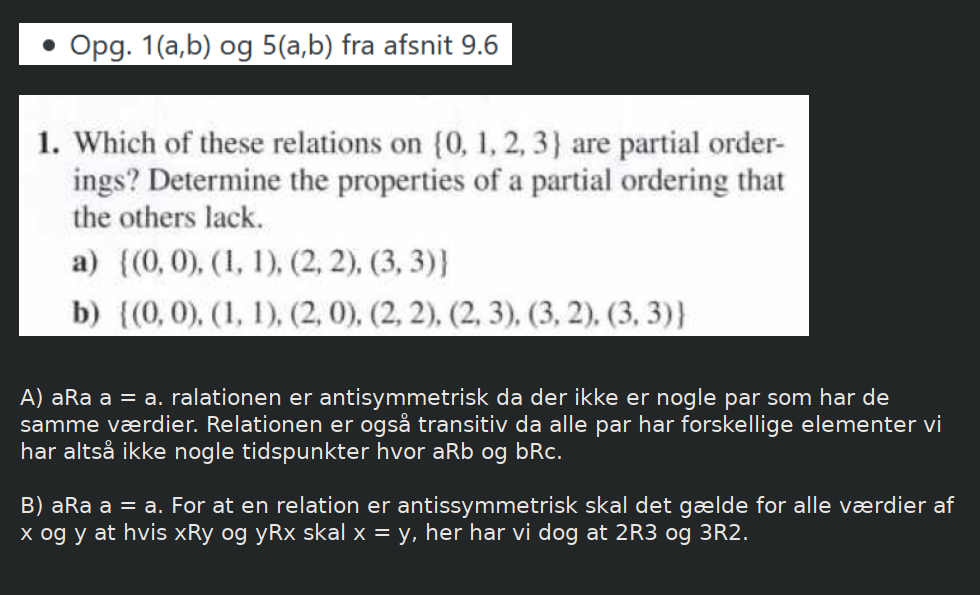 • Opg. 1(a,b) og 5(a,b) fra afsnit 9.6
1. Which of these relations on {0, 1, 2, 3} are partial order-
ings? Determine the properties of a partial ordering that
the others lack.
a) {(0, 0), (1, 1), (2, 2), (3, 3)}
b) {(0, 0), (1, 1), (2, 0), (2, 2), (2, 3), (3, 2), (3, 3)}
A) aRa a = a. ralationen er antisymmetrisk da der ikke er nogle par som har de
samme værdier. Relationen er også transitiv da alle par har forskellige elementer vi
har altså ikke nogle tidspunkter hvor aRb og bRc.
B) aRa a = a. For at en relation er antissymmetrisk skal det gælde for alle værdier af
x og y at hvis xRy og yRx skal x = y, her har vi dog at 2R3 og 3R2.